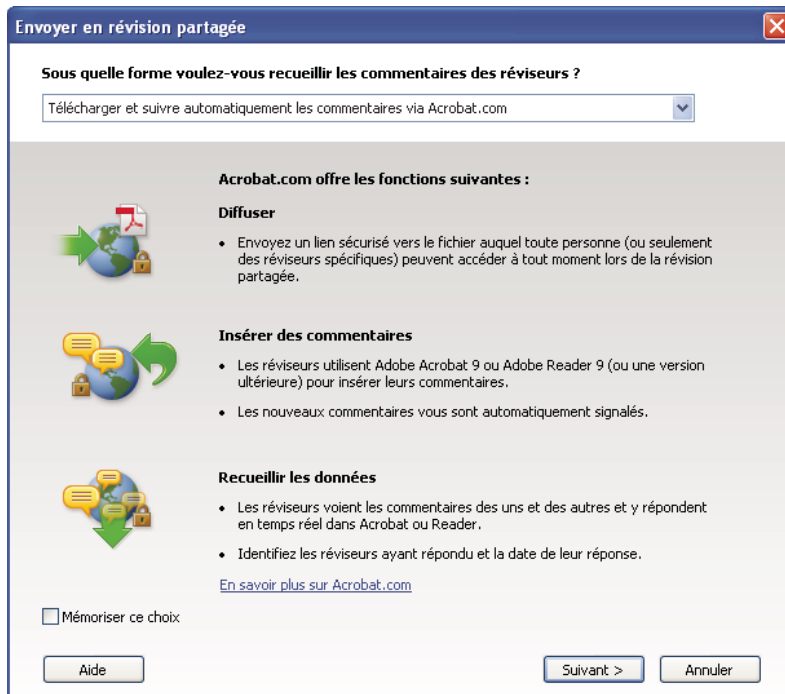 Envoyer en révision partagée
Sous quelle forme voulez-vous recueillir les commentaires des réviseurs ?
Télécharger et suivre automatiquement les commentaires via Acrobat.com
Acrobat.com offre les fonctions suivantes :
Diffuser
• Envoyez un lien sécurisé vers le fichier auquel toute personne (ou seulement
des réviseurs spécifiques) peuvent accéder à tout moment lors de la révision
partagée.
Insérer des commentaires
• Les réviseurs utilisent Adobe Acrobat 9 ou Adobe Reader 9 (ou une version
ultérieure) pour insérer leurs commentaires.
• Les nouveaux commentaires vous sont automatiquement signalés.
Recueillir les données
• Les réviseurs voient les commentaires des uns et des autres et y répondent
en temps réel dans Acrobat ou Reader.
• Identifiez les réviseurs ayant répondu et la date de leur réponse.
En savoir plus sur Acrobat.com
Mémoriser ce choix
Aide
Suivant >
Annuler